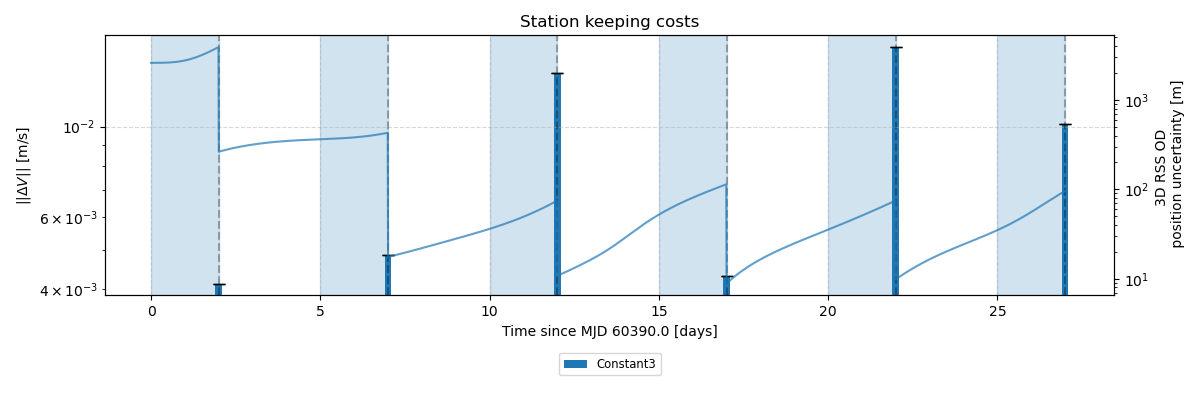 Station keeping costs
||ΔV|| [m/s]
10⁻²
6 × 10⁻³
4 × 10⁻³
10³
10²
10¹
3D RSS OD
position uncertainty [m]
0 5 10 15 20 25
Time since MJD 60390.0 [days]
Constant3